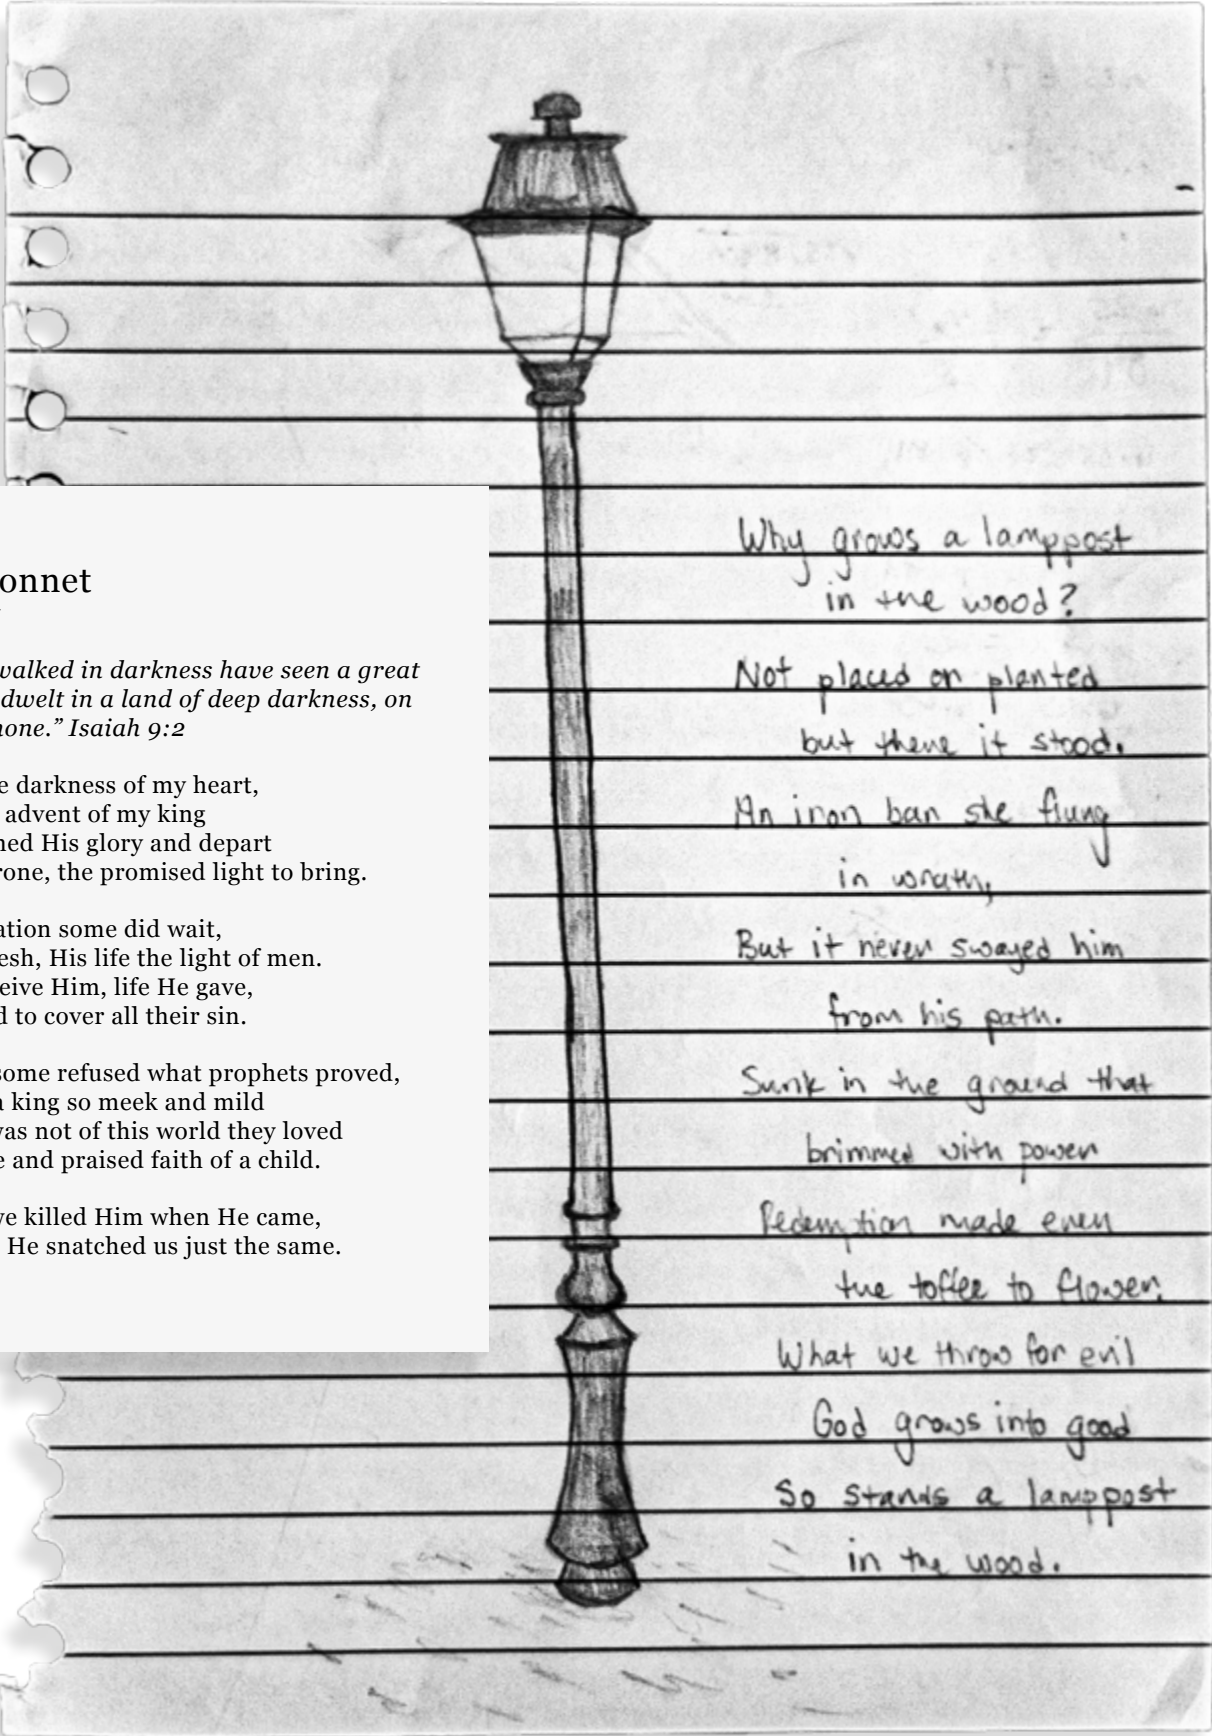 onnet
walked in darkness have seen a great
dwelt in a land of deep darkness, on
hone.” Isaiah 9:2
e darkness of my heart,
advent of my king
ned His glory and depart
rone, the promised light to bring.
ation some did wait,
esh, His life the light of men.
eive Him, life He gave,
d to cover all their sin.
some refused what prophets proved,
a king so meek and mild
was not of this world they loved
e and praised faith of a child.
ve killed Him when He came,
He snatched us just the same.
Why grows a lamppost
in the wood?
Not placed or planted
but there it stood.
An iron bar she flung
in wrath,
But it never swayed him
from his path.
Sunk in the ground that
brimmed with power
Redemption made even
the toffee to flower.
What we throw for evil
God grows into good
So stands a lamppost
in the wood.